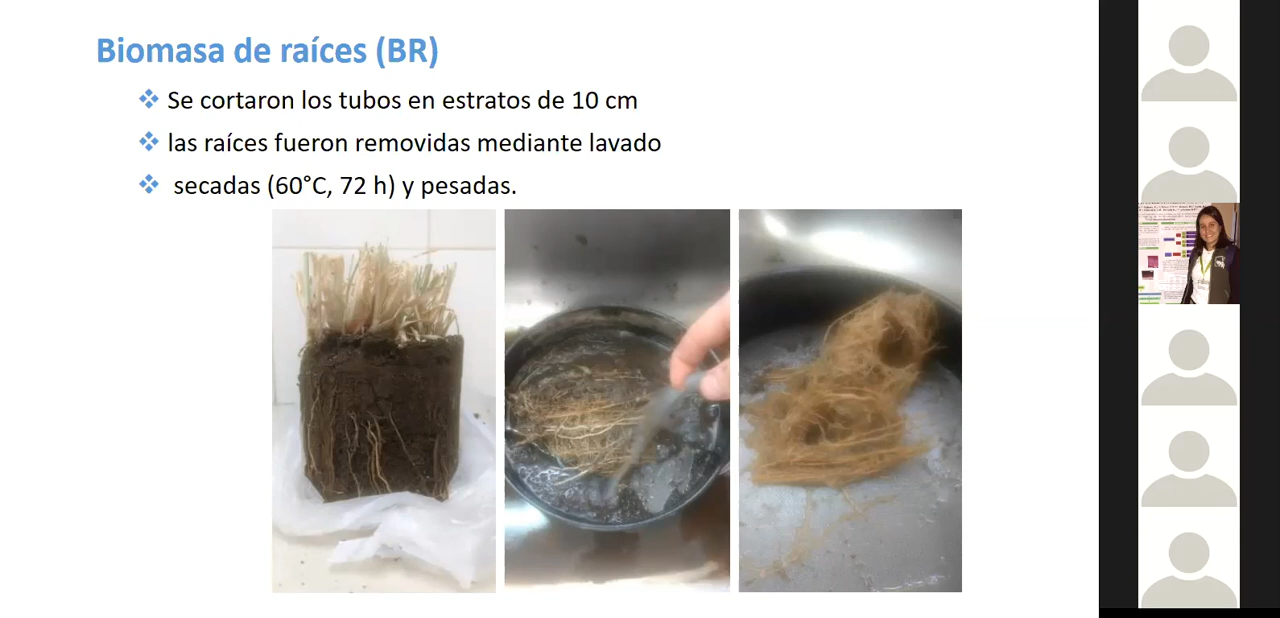 Biomasa de raíces (BR)
Se cortaron los tubos en estratos de 10 cm
las raíces fueron removidas mediante lavado
secadas (60°C, 72 h) y pesadas.